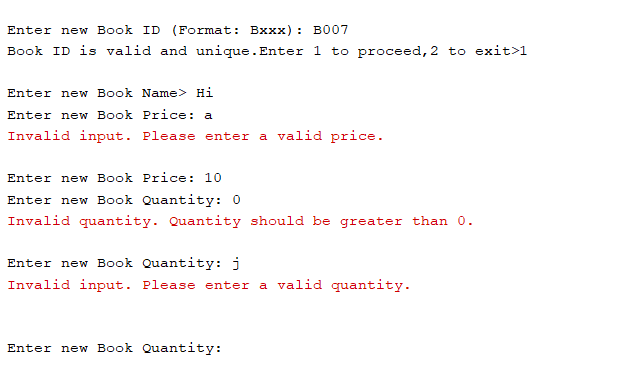 Enter new Book ID (Format: Bxxx): B007
Book ID is valid and unique.Enter 1 to proceed,2 to exit>1
Enter new Book Name> Hi
Enter new Book Price: a
Invalid input. Please enter a valid price.
Enter new Book Price: 10
Enter new Book Quantity: 0
Invalid quantity. Quantity should be greater than 0.
Enter new Book Quantity: j
Invalid input. Please enter a valid quantity.
Enter new Book Quantity: